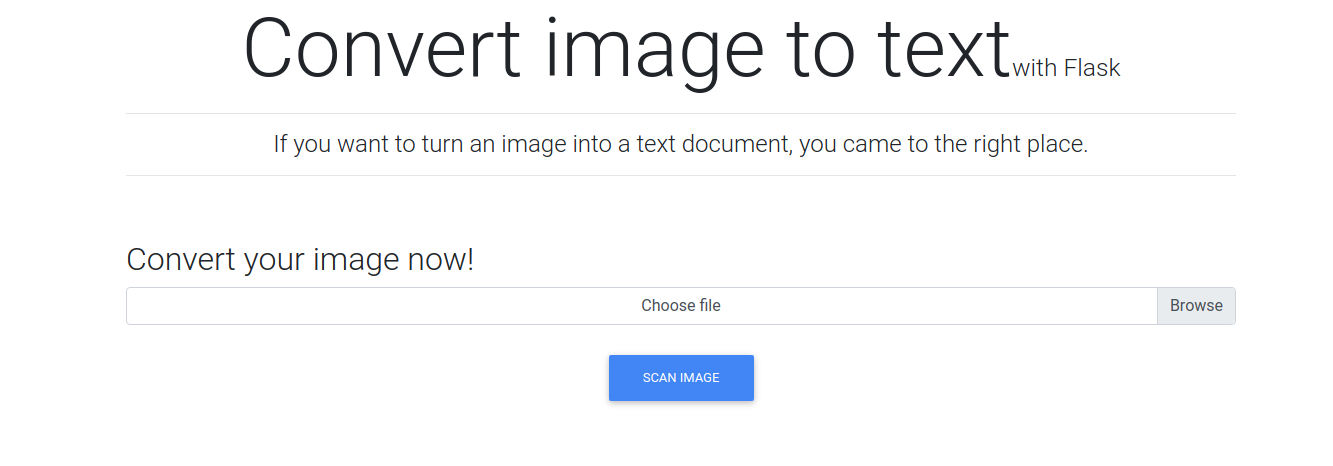 Convert image to text with Flask
If you want to turn an image into a text document, you came to the right place.
Convert your image now!
Choose file Browse
SCAN IMAGE